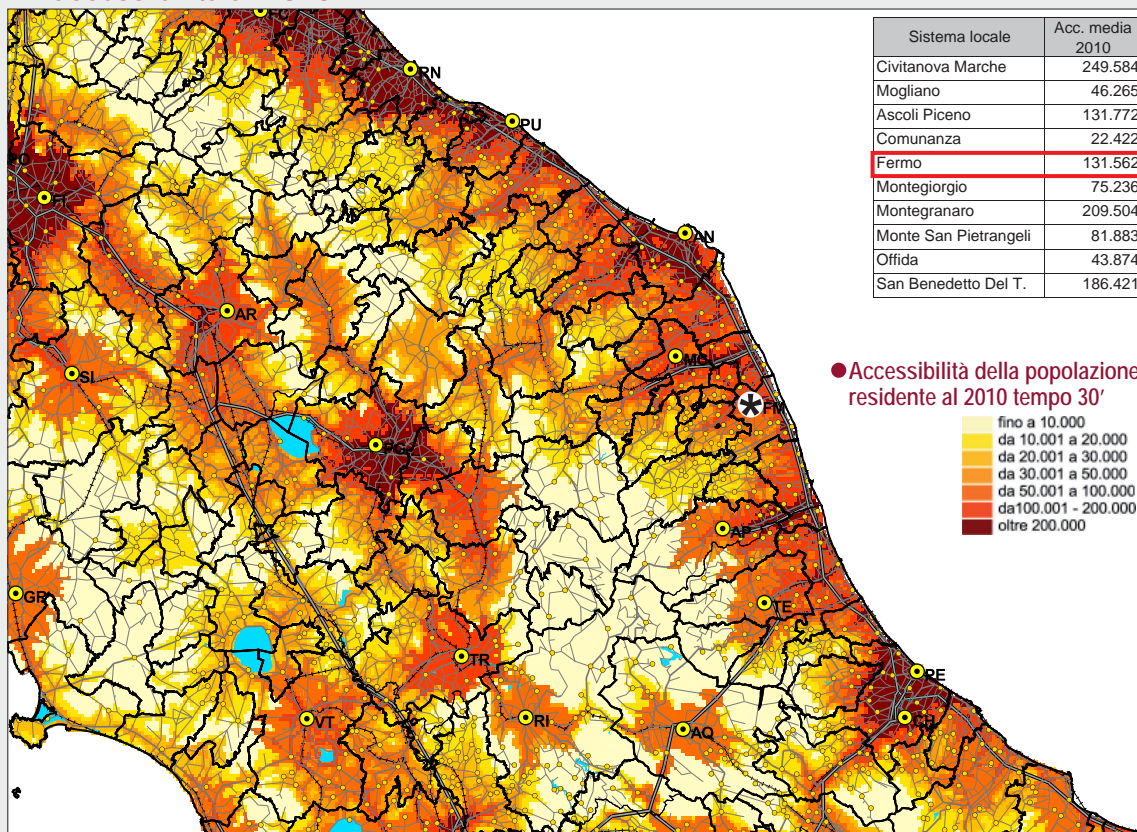 Sistema locale Acc. media 2010
Civitanova Marche 249.584
Mogliano 46.265
Ascoli Piceno 131.772
Comunanza 22.422
Fermo 131.562
Montegiorgio 75.236
Montegranaro 209.504
Monte San Pietrangeli 81.883
Offida 43.874
San Benedetto Del T. 186.421
Accessibilità della popolazione
residente al 2010 tempo 30'
fino a 10.000
da 10.001 a 20.000
da 20.001 a 30.000
da 30.001 a 50.000
da 50.001 a 100.000
da100.001 - 200.000
oltre 200.000
RN
PU
AN
FI
AR
MC
SI
FM
PG
AP
GR
TE
TR
PE
VT
RI
CH
AQ